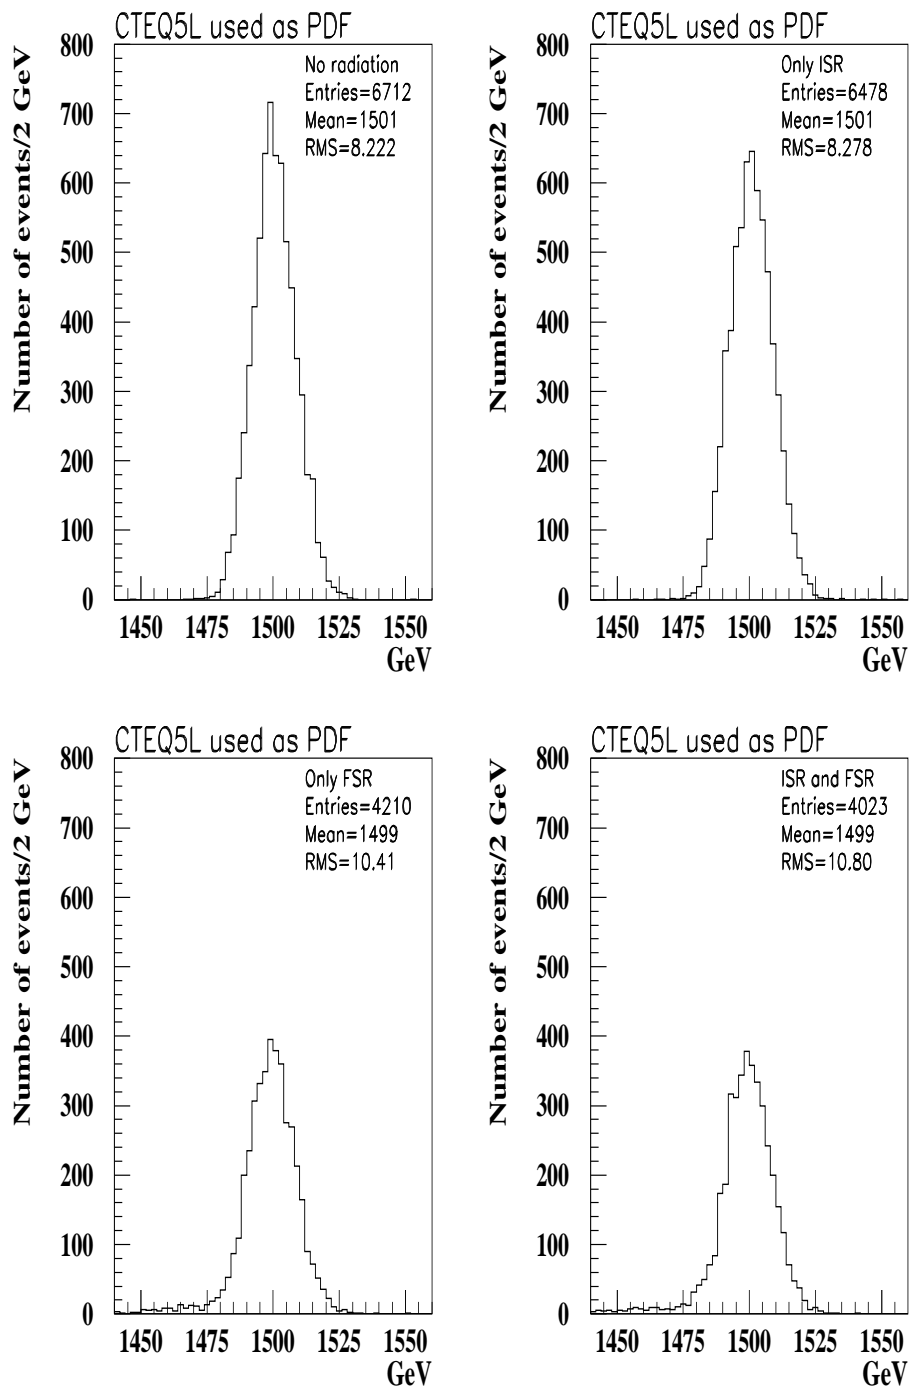 CTEQ5L used as PDF
No radiation
Entries=6712
Mean=1501
RMS=8.222
Number of events/2 GeV
800
700
600
500
400
300
200
100
0
1450 1475 1500 1525 1550
GeV
CTEQ5L used as PDF
Only ISR
Entries=6478
Mean=1501
RMS=8.278
Number of events/2 GeV
800
700
600
500
400
300
200
100
0
1450 1475 1500 1525 1550
GeV
CTEQ5L used as PDF
Only FSR
Entries=4210
Mean=1499
RMS=10.41
Number of events/2 GeV
800
700
600
500
400
300
200
100
0
1450 1475 1500 1525 1550
GeV
CTEQ5L used as PDF
ISR and FSR
Entries=4023
Mean=1499
RMS=10.80
Number of events/2 GeV
800
700
600
500
400
300
200
100
0
1450 1475 1500 1525 1550
GeV